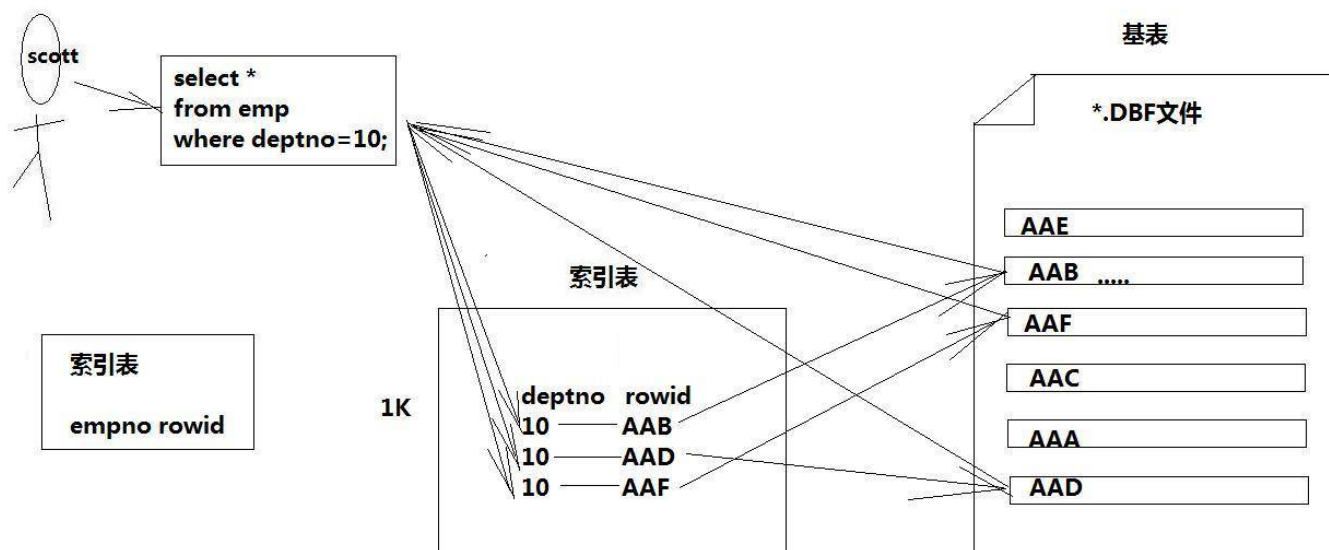 scott
select *
from emp
where deptno=10;
基表
*.DBF文件
AAE
AAB .....
AAF
AAC
AAA
AAD
索引表
1K
deptno rowid
10 AAB
10 AAD
10 AAF
索引表
empno rowid